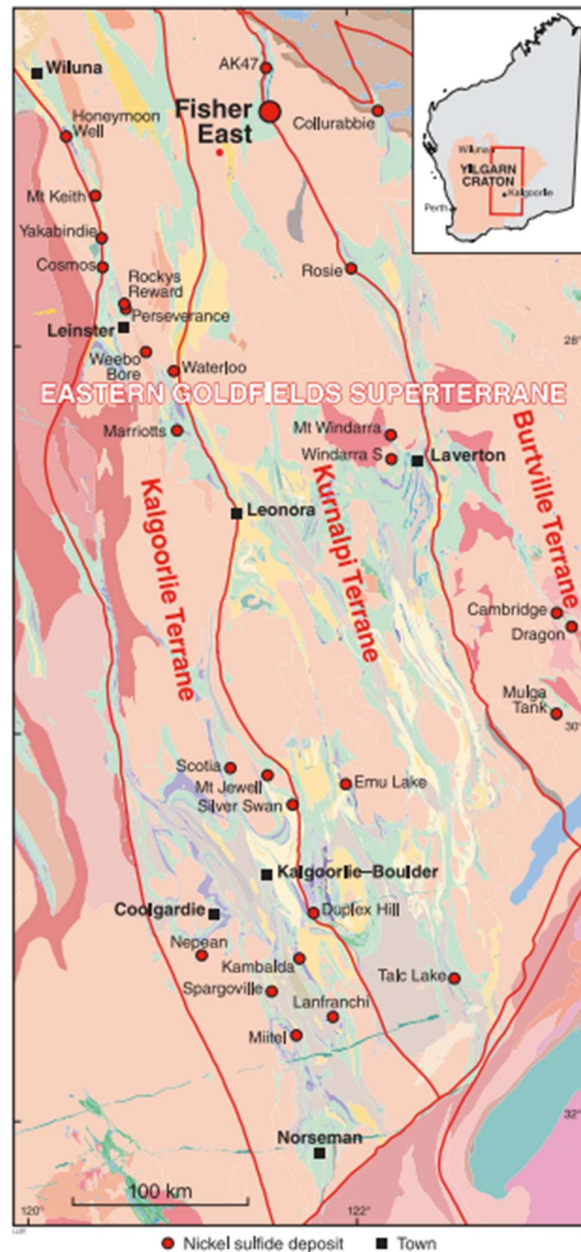 Wiluna
AK47
Fisher
East
Collurabbie
Honeymoon
Well
Mt Keith
Yakabindie
Cosmos
Rosie
Rockys
Reward
Perseverance
Leinster
Weebo
Bore
Waterloo
28°
EASTERN GOLDFIELDS SUPERTERRANE
Marriotts
Mt Windarra
Windarra S
Laverton
Burtville Terrane
Kurnalpi Terrane
Kalgoorlie Terrane
Leonora
Cambridge
Dragon
Mulga
Tank
30°
Scotia
Mt Jewell
Silver Swan
Emu Lake
Kalgoorlie–Boulder
Coolgardie
Duplex Hill
Nepean
Kambalda
Spargoville
Talc Lake
Lanfranchi
Miitel
32°
Norseman
100 km
120°
122°
Nickel sulfide deposit
Town
Wiluna
YILGARN
CRATON
Kalgoorlie
Perth